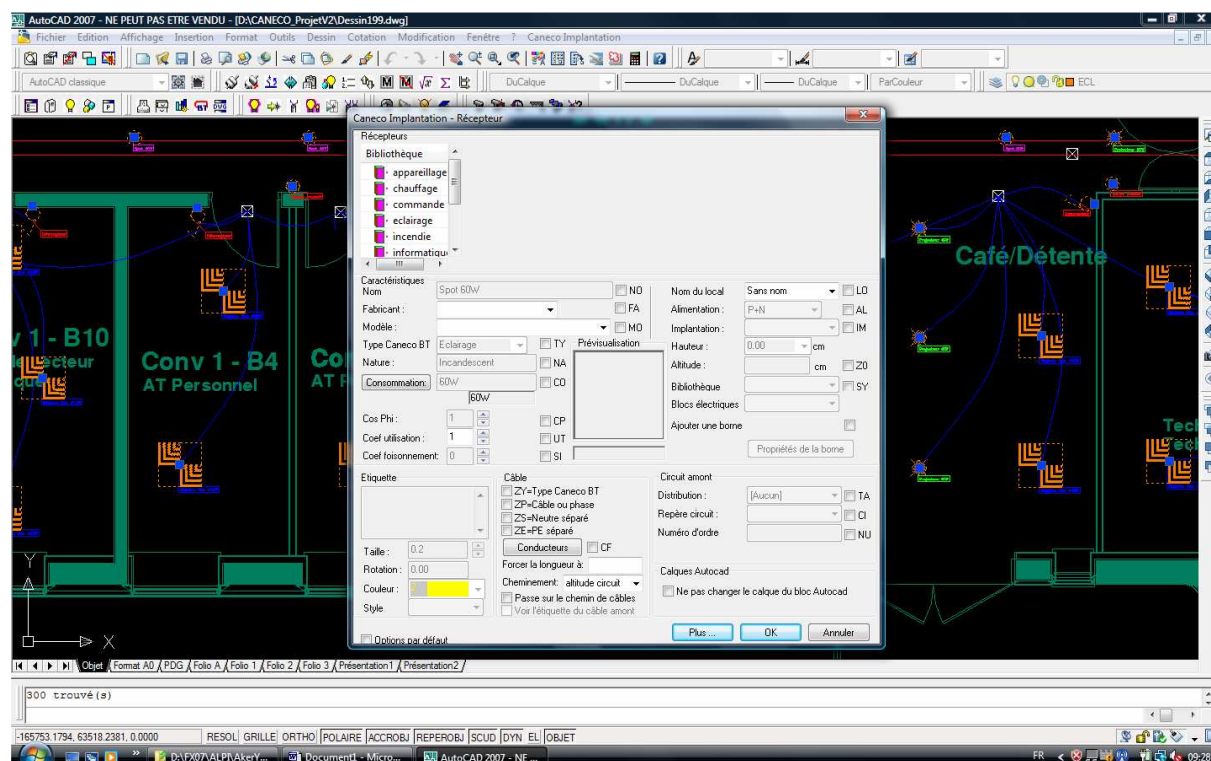 AutoCAD 2007 - NE PEUT PAS ETRE VENDU - [D:\CANECO_ProjetV2\Dessin199.dwg]
Fichier Edition Affichage Insertion Format Outils Dessin Cotation Modification Fenêtre ? Caneco Implantation
AutoCAD classique DuCalque DuCalque DuCalque ParCouleur ECL
Caneco Implantation - Récepteur
Récepteurs
Bibliothèque
appareillage
chauffage
commande
eclairage
incendie
Caractéristiques
Nom Spot 60W NO
Fabricant : FA
Modèle : MO
Type Caneco BT Eclairage TY
Nature : Incandescent NA
Consommation: 60W CO
60W
Cos Phi : 1 CP
Coef utilisation : 1 UT
Coef foisonnement: 0 SI
Prévisualisation
Nom du local Sans nom LO
Alimentation : P+N AL
Implantation : IM
Hauteur : 0.00 cm
Altitude : cm Z0
Bibliothèque SY
Blocs électriques
Ajouter une borne
Propriétés de la borne
Etiquette
Taille : 0.2
Rotation : 0.00
Couleur :
Style
Options par défaut
Câble
ZY=Type Caneco BT
ZP=Câble ou phase
ZS=Neutre séparé
ZE=PE séparé
Conducteurs CF
Forcer la longueur à:
Cheminement: altitude circuit
Passe sur le chemin de câbles
Voir l'étiquette du câble amont
Circuit amont
Distribution : [Aucun] TA
Repère circuit : CI
Numéro d'ordre NU
Calques Autocad
Ne pas changer le calque du bloc Autocad
Plus ... OK Annuler
v 1 - B10
Conv 1 - B4
AT Personnel
Co
AT P
Café/Détente
Tec
Y
X
Objet Format A0 PDG Folio A Folio 1 Folio 2 Folio 3 Présentation1 Présentation2
300 trouvé(s)
-165753.1794, 63518.2381, 0.0000 RESOL GRILLE ORTHO POLAIRE ACCROBJ REPEROBJ SCUD DYN EL OBJET
D:\FX07\ALPI\AkerY... Document1 - Micro... AutoCAD 2007 - NE ... FR 09:28